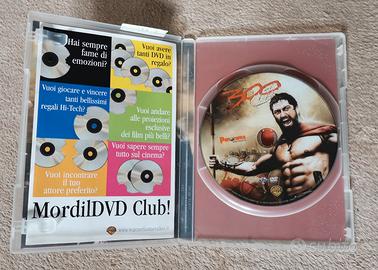 Hai sempre
fame di
emozioni?
Vuoi avere
tanti DVD in
regalo?
Vuoi giocare e vincere
tanti bellissimi
regali Hi-Tech?
Vuoi andare
alle proiezioni
esclusive
dei film più belli?
Vuoi sapere sempre
tutto sul cinema?
Vuoi incontrare
il tuo
attore preferito?
MordilDVD Club!
300
subito.it